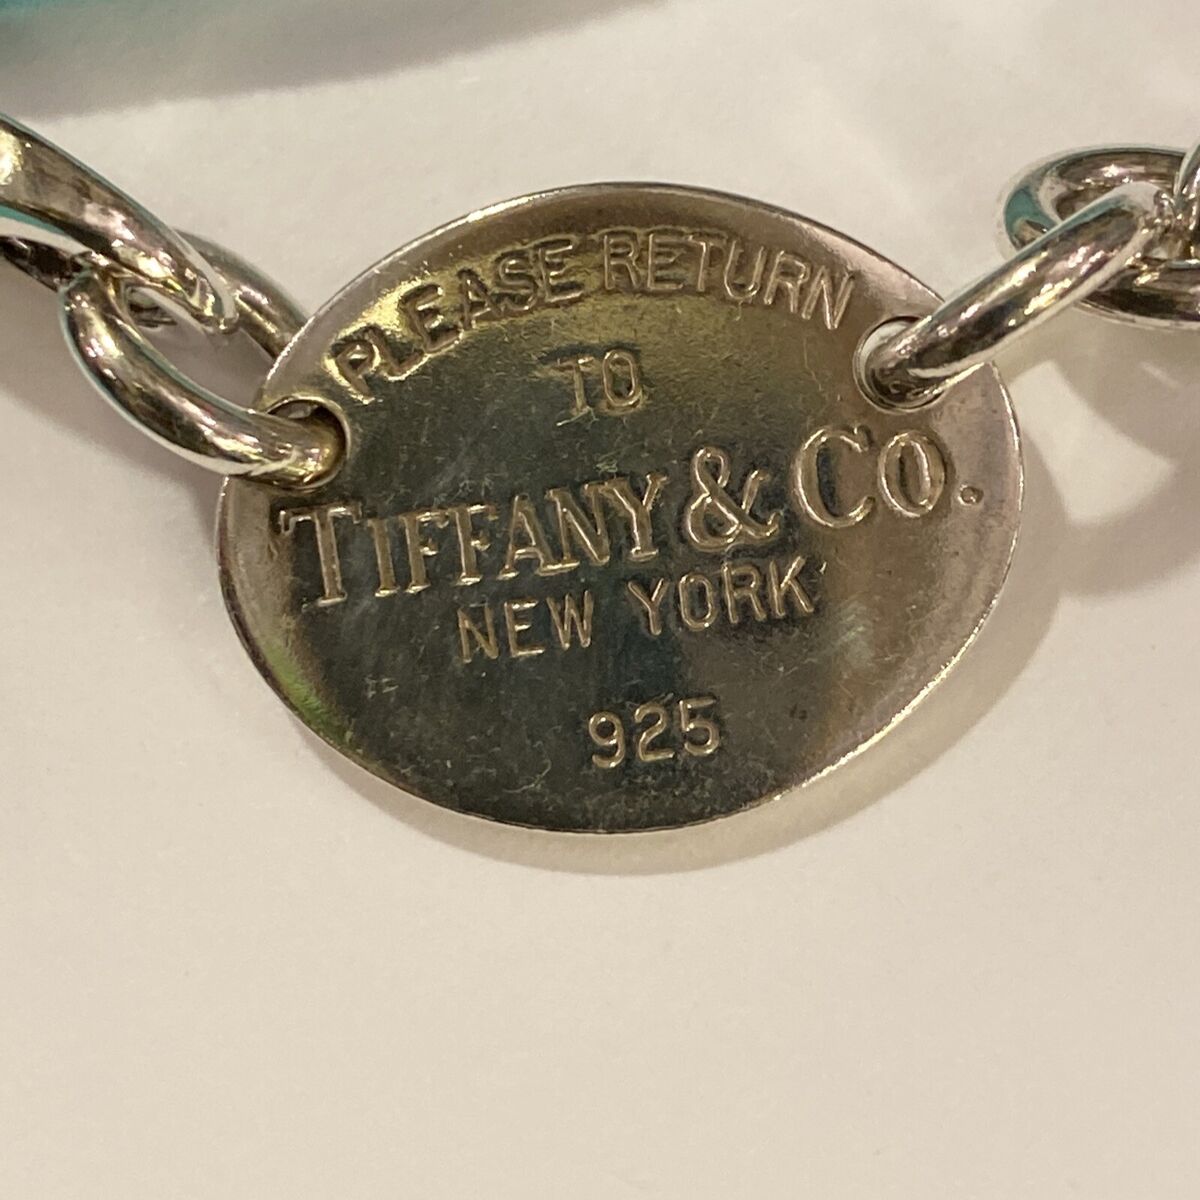 PLEASE RETURN
TO
TIFFANY & CO.
NEW YORK
925